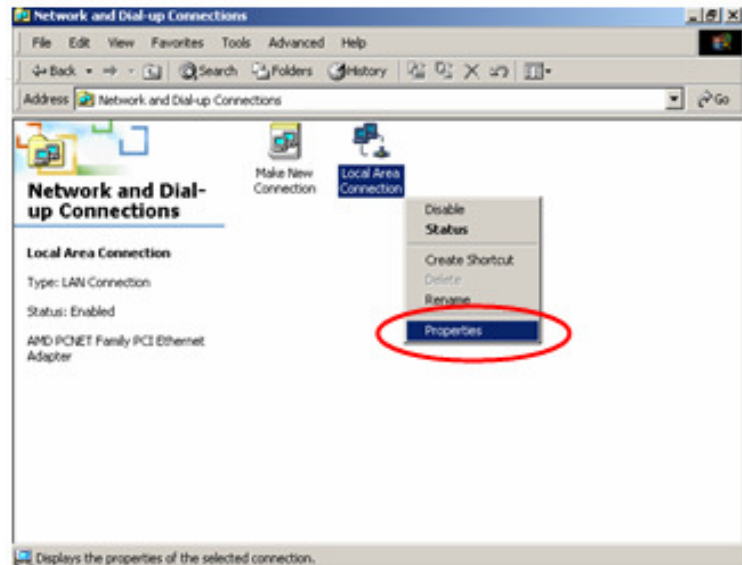 Network and Dial-up Connections
File Edit View Favorites Tools Advanced Help
Back Search Folders History
Address Network and Dial-up Connections Go
Network and Dial-
up Connections
Local Area Connection
Type: LAN Connection
Status: Enabled
AMD PCNET Family PCI Ethernet
Adapter
Make New
Connection
Local Area
Connection
Disable
Status
Create Shortcut
Delete
Rename
Properties
Displays the properties of the selected connection.